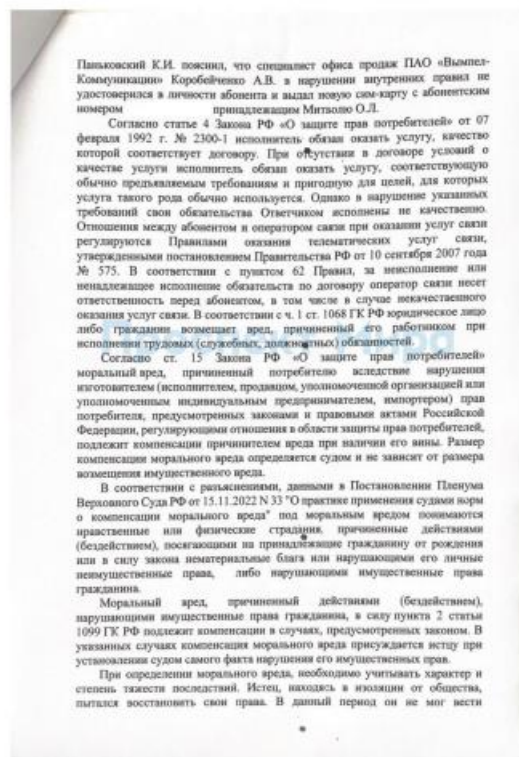 Паньковский К.И. пояснил, что специалист офиса продаж ПАО «Вымпел-
Коммуникации» Коробейченко А.В. в нарушении внутренних правил не
удостоверился в личности абонента и выдал новую сим-карту с абонентским
номером принадлежащим Митволю О.Л.
Согласно статье 4 Закона РФ «О защите прав потребителей» от 07
февраля 1992 г. № 2300-1 исполнитель обязан оказать услугу, качество
которой соответствует договору. При отсутствии в договоре условий о
качестве услуги исполнитель обязан оказать услугу, соответствующую
обычно предъявляемым требованиям и пригодную для целей, для которых
услуга такого рода обычно используется. Однако в нарушение указанных
требований свои обязательства Ответчиком исполнены не качественно.
Отношения между абонентом и оператором связи при оказании услуг связи
регулируются Правилами оказания телематических услуг связи,
утвержденными постановлением Правительства РФ от 10 сентября 2007 года
№ 575. В соответствии с пунктом 62 Правил, за неисполнение или
ненадлежащее исполнение обязательств по договору оператор связи несет
ответственность перед абонентом, в том числе в случае некачественного
оказания услуг связи. В соответствии с ч. 1 ст. 1068 ГК РФ юридическое лицо
либо гражданин возмещает вред, причиненный его работником при
исполнении трудовых (служебных, должностных) обязанностей.
Согласно ст. 15 Закона РФ «О защите прав потребителей»
моральный вред, причиненный потребителю вследствие нарушения
изготовителем (исполнителем, продавцом, уполномоченной организацией или
уполномоченным индивидуальным предпринимателем, импортером) прав
потребителя, предусмотренных законами и правовыми актами Российской
Федерации, регулирующими отношения в области защиты прав потребителей,
подлежит компенсации причинителем вреда при наличии его вины. Размер
компенсации морального вреда определяется судом и не зависит от размера
возмещения имущественного вреда.
В соответствии с разъяснениями, данными в Постановлении Пленума
Верховного Суда РФ от 15.11.2022 N 33 "О практике применения судами норм
о компенсации морального вреда" под моральным вредом понимаются
нравственные или физические страдания, причиненные действиями
(бездействием), посягающими на принадлежащие гражданину от рождения
или в силу закона нематериальные блага или нарушающими его личные
неимущественные права, либо нарушающими имущественные права
гражданина.
Моральный вред, причиненный действиями (бездействием),
нарушающими имущественные права гражданина, в силу пункта 2 статьи
1099 ГК РФ подлежит компенсации в случаях, предусмотренных законом. В
указанных случаях компенсация морального вреда присуждается истцу при
установлении судом самого факта нарушения его имущественных прав.
При определении морального вреда, необходимо учитывать характер и
степень тяжести последствий. Истец, находясь в изоляции от общества,
пытался восстановить свои права. В данный период он не мог вести